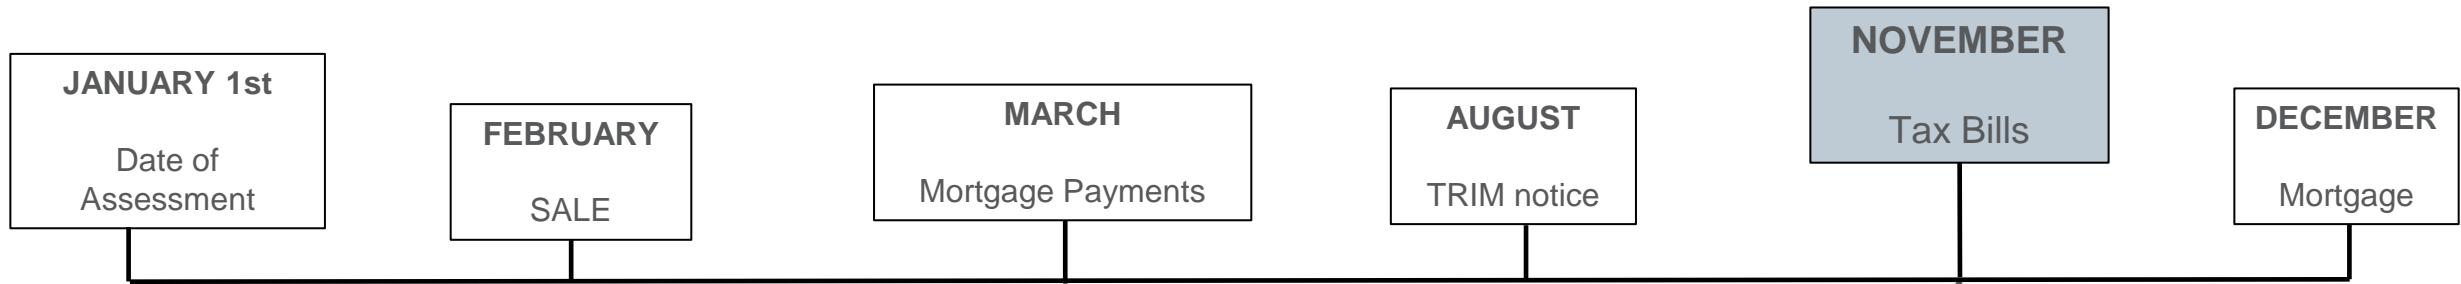 JANUARY 1st
Date of
Assessment
FEBRUARY
SALE
MARCH
Mortgage Payments
AUGUST
TRIM notice
NOVEMBER
Tax Bills
DECEMBER
Mortgage